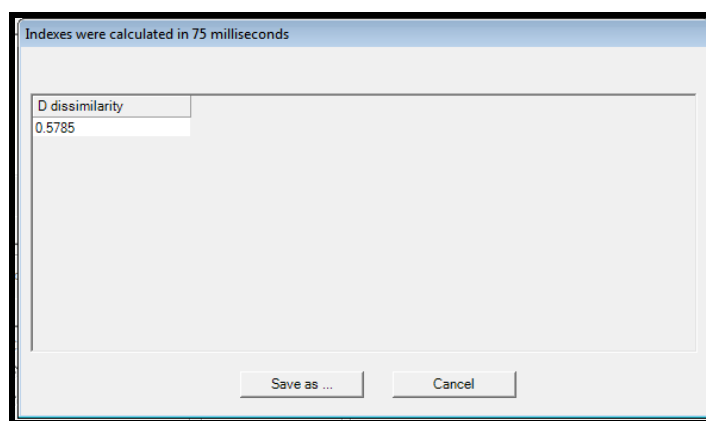 Indexes were calculated in 75 milliseconds
D dissimilarity
0.5785
Save as ... Cancel